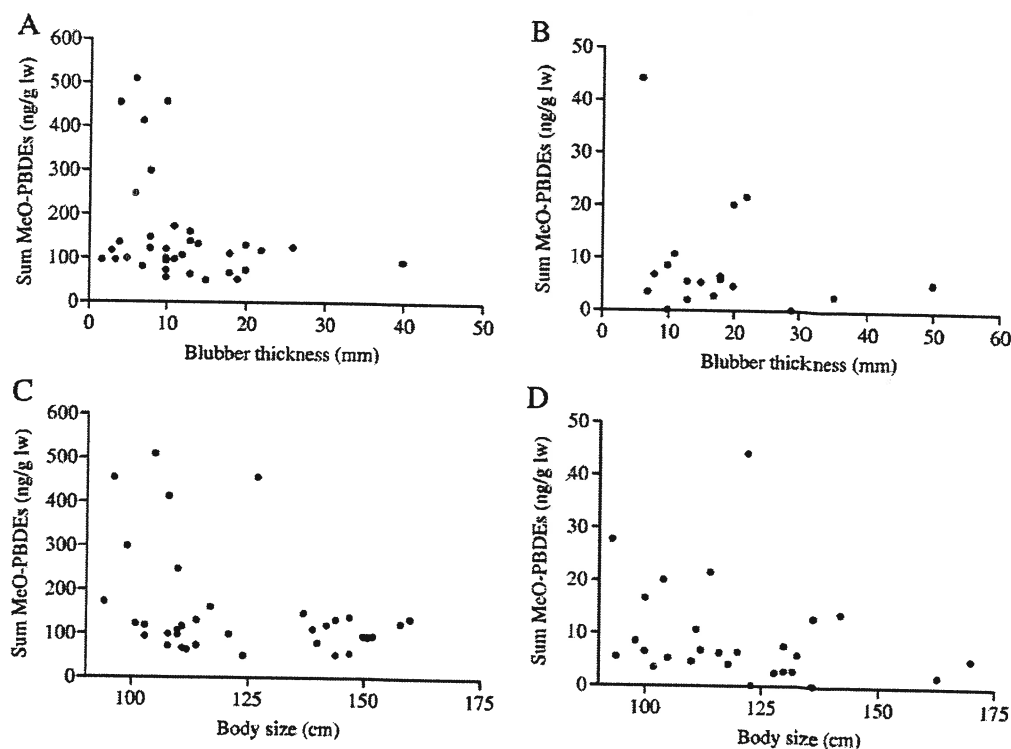 A
600
500
400
300
200
100
0
0 10 20 30 40 50
Sum MeO-PBDEs (ng/g lw)
Blubber thickness (mm)
B
50
40
30
20
10
0
0 10 20 30 40 50 60
Sum MeO-PBDEs (ng/g lw)
Blubber thickness (mm)
C
600
500
400
300
200
100
0
100 125 150 175
Sum MeO-PBDEs (ng/g lw)
Body size (cm)
D
50
40
30
20
10
0
100 125 150 175
Sum MeO-PBDEs (ng/g lw)
Body size (cm)